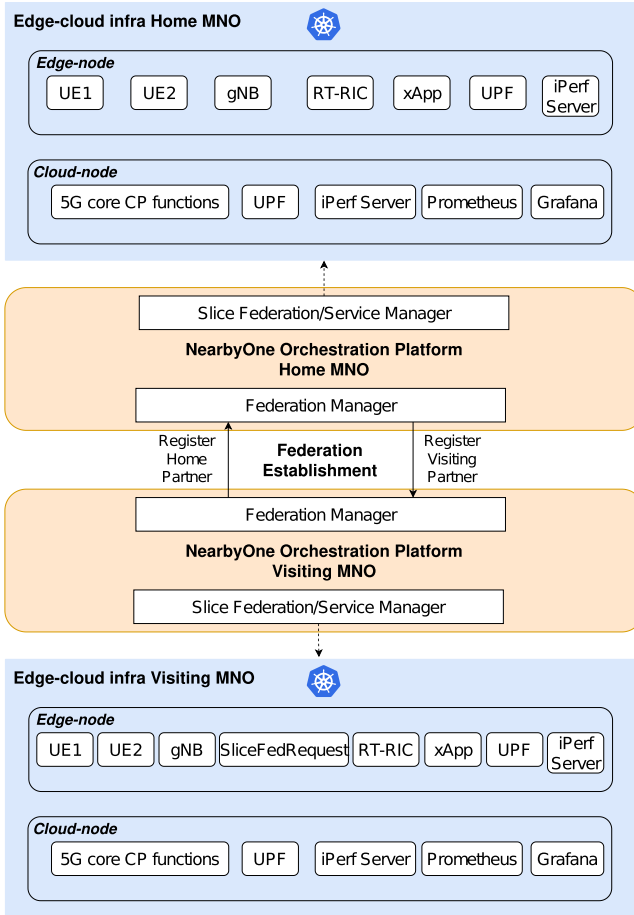 Edge-cloud infra Home MNO
Edge-node
UE1
UE2
gNB
RT-RIC
xApp
UPF
iPerf
Server
Cloud-node
5G core CP functions
UPF
iPerf Server
Prometheus
Grafana
Slice Federation/Service Manager
NearbyOne Orchestration Platform
Home MNO
Federation Manager
Register
Home
Partner
Federation
Establishment
Register
Visiting
Partner
Federation Manager
NearbyOne Orchestration Platform
Visiting MNO
Slice Federation/Service Manager
Edge-cloud infra Visiting MNO
Edge-node
UE1
UE2
gNB
SliceFedRequest
RT-RIC
xApp
UPF
iPerf
Server
Cloud-node
5G core CP functions
UPF
iPerf Server
Prometheus
Grafana